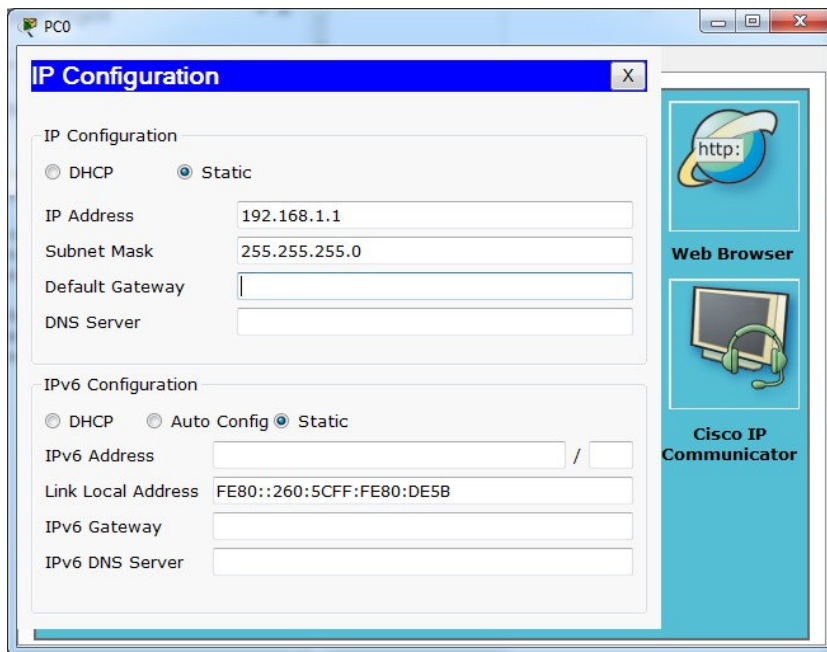 PC0
IP Configuration
X
IP Configuration
DHCP
Static
IP Address
192.168.1.1
Subnet Mask
255.255.255.0
Default Gateway
DNS Server
IPv6 Configuration
DHCP
Auto Config
Static
IPv6 Address
/
Link Local Address
FE80::260:5CFF:FE80:DE5B
IPv6 Gateway
IPv6 DNS Server
http:
Web Browser
Cisco IP
Communicator